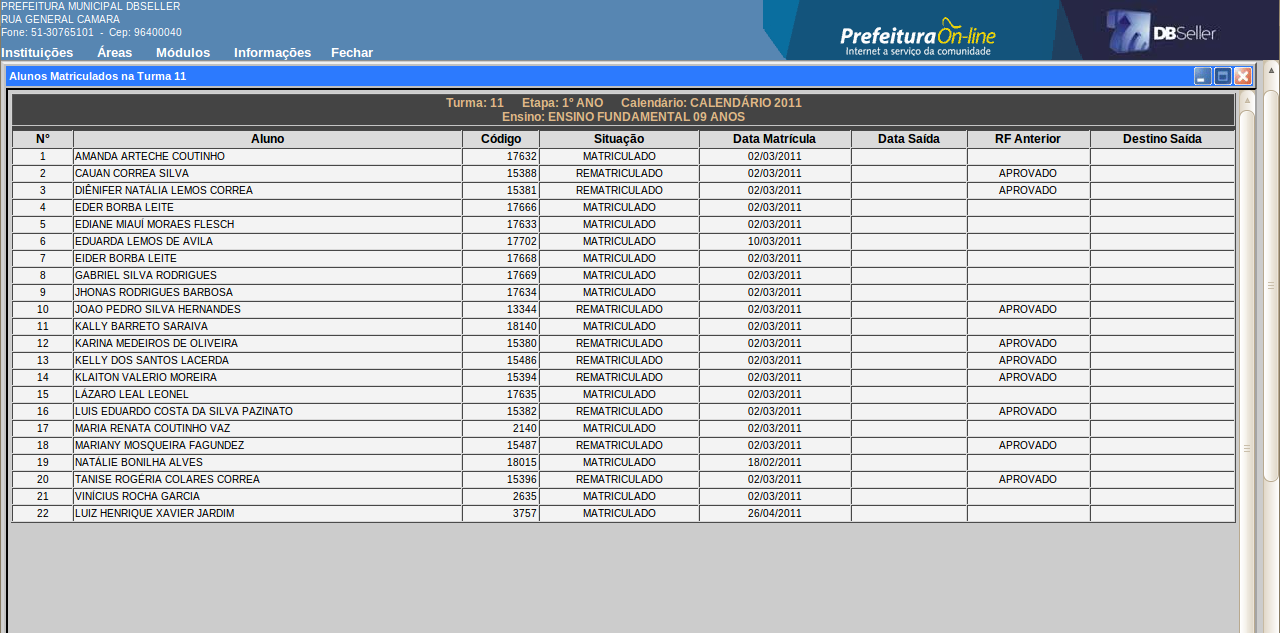 PREFEITURA MUNICIPAL DBSELLER
RUA GENERAL CAMARA
Fone: 51-30765101 - Cep: 96400040
Instituições Áreas Módulos Informações Fechar
Prefeitura On-line
Internet a serviço da comunidade
DBSeller
Alunos Matriculados na Turma 11
Turma: 11 Etapa: 1º ANO Calendário: CALENDÁRIO 2011
Ensino: ENSINO FUNDAMENTAL 09 ANOS
N° Aluno Código Situação Data Matrícula Data Saída RF Anterior Destino Saída
1 AMANDA ARTECHE COUTINHO 17632 MATRICULADO 02/03/2011
2 CAUAN CORREA SILVA 15388 REMATRICULADO 02/03/2011 APROVADO
3 DIÊNIFER NATÁLIA LEMOS CORREA 15381 REMATRICULADO 02/03/2011 APROVADO
4 EDER BORBA LEITE 17666 MATRICULADO 02/03/2011
5 EDIANE MIAUÍ MORAES FLESCH 17633 MATRICULADO 02/03/2011
6 EDUARDA LEMOS DE AVILA 17702 MATRICULADO 10/03/2011
7 EIDER BORBA LEITE 17668 MATRICULADO 02/03/2011
8 GABRIEL SILVA RODRIGUES 17669 MATRICULADO 02/03/2011
9 JHONAS RODRIGUES BARBOSA 17634 MATRICULADO 02/03/2011
10 JOAO PEDRO SILVA HERNANDES 13344 REMATRICULADO 02/03/2011 APROVADO
11 KALLY BARRETO SARAIVA 18140 MATRICULADO 02/03/2011
12 KARINA MEDEIROS DE OLIVEIRA 15380 REMATRICULADO 02/03/2011 APROVADO
13 KELLY DOS SANTOS LACERDA 15486 REMATRICULADO 02/03/2011 APROVADO
14 KLAITON VALERIO MOREIRA 15394 REMATRICULADO 02/03/2011 APROVADO
15 LÁZARO LEAL LEONEL 17635 MATRICULADO 02/03/2011
16 LUIS EDUARDO COSTA DA SILVA PAZINATO 15382 REMATRICULADO 02/03/2011 APROVADO
17 MARIA RENATA COUTINHO VAZ 2140 MATRICULADO 02/03/2011
18 MARIANY MOSQUEIRA FAGUNDEZ 15487 REMATRICULADO 02/03/2011 APROVADO
19 NATÁLIE BONILHA ALVES 18015 MATRICULADO 18/02/2011
20 TANISE ROGÉRIA COLARES CORREA 15396 REMATRICULADO 02/03/2011 APROVADO
21 VINÍCIUS ROCHA GARCIA 2635 MATRICULADO 02/03/2011
22 LUIZ HENRIQUE XAVIER JARDIM 3757 MATRICULADO 26/04/2011